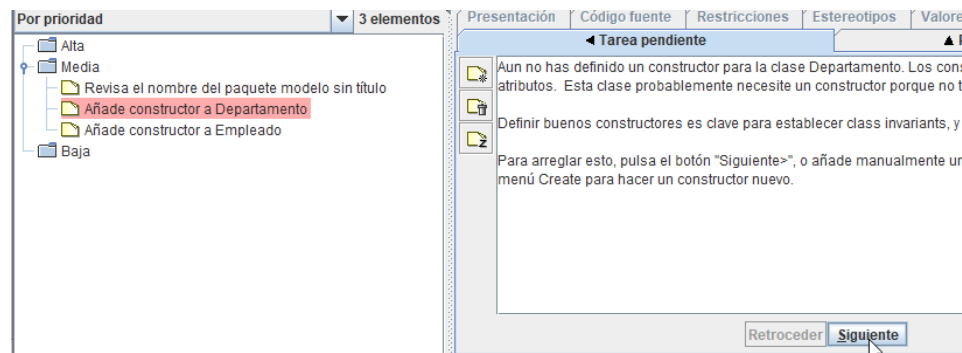 Por prioridad
3 elementos
Alta
Media
Revisa el nombre del paquete modelo sin título
Añade constructor a Departamento
Añade constructor a Empleado
Baja
Presentación Código fuente Restricciones Estereotipos Valore
Tarea pendiente
Aun no has definido un constructor para la clase Departamento. Los cons
atributos. Esta clase probablemente necesite un constructor porque no t
Definir buenos constructores es clave para establecer class invariants, y
Para arreglar esto, pulsa el botón "Siguiente>", o añade manualmente un
menú Create para hacer un constructor nuevo.
Retroceder Siguiente